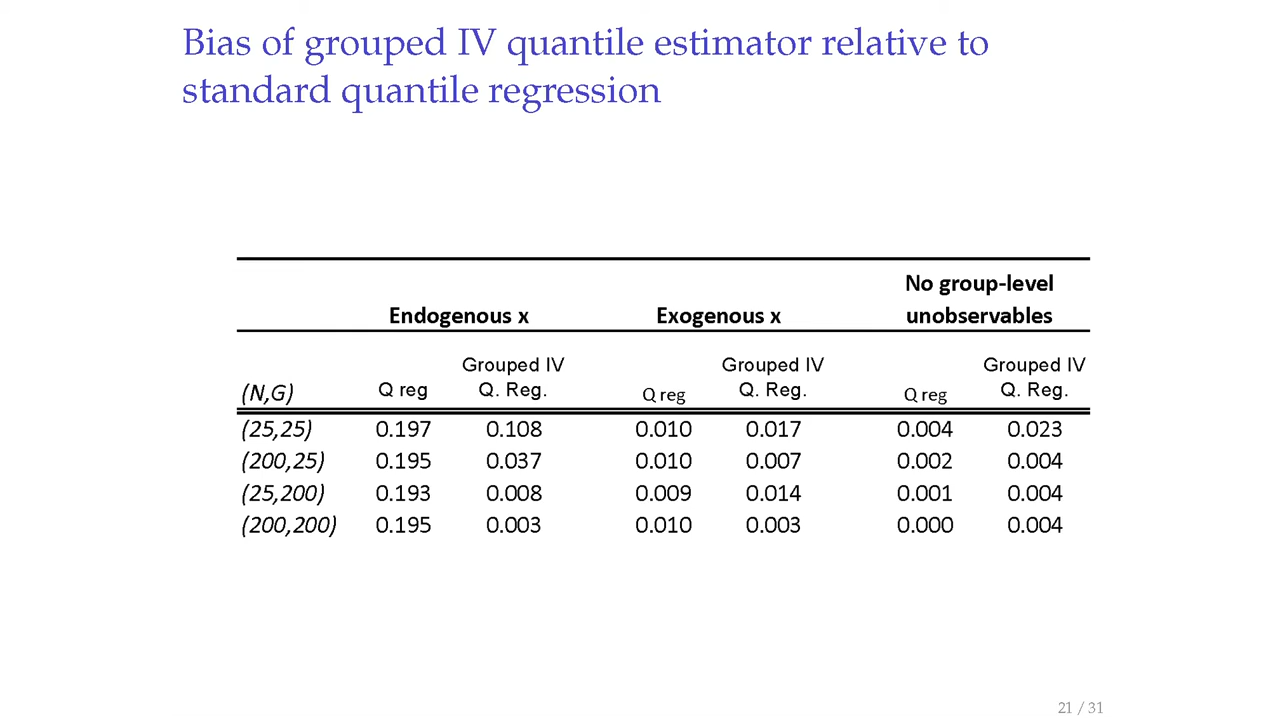 Bias of grouped IV quantile estimator relative to
standard quantile regression
No group-level
Endogenous x Exogenous x unobservables
Grouped IV Grouped IV Grouped IV
(N,G) Q reg Q. Reg. Q reg Q. Reg. Q reg Q. Reg.
(25,25) 0.197 0.108 0.010 0.017 0.004 0.023
(200,25) 0.195 0.037 0.010 0.007 0.002 0.004
(25,200) 0.193 0.008 0.009 0.014 0.001 0.004
(200,200) 0.195 0.003 0.010 0.003 0.000 0.004
21 / 31